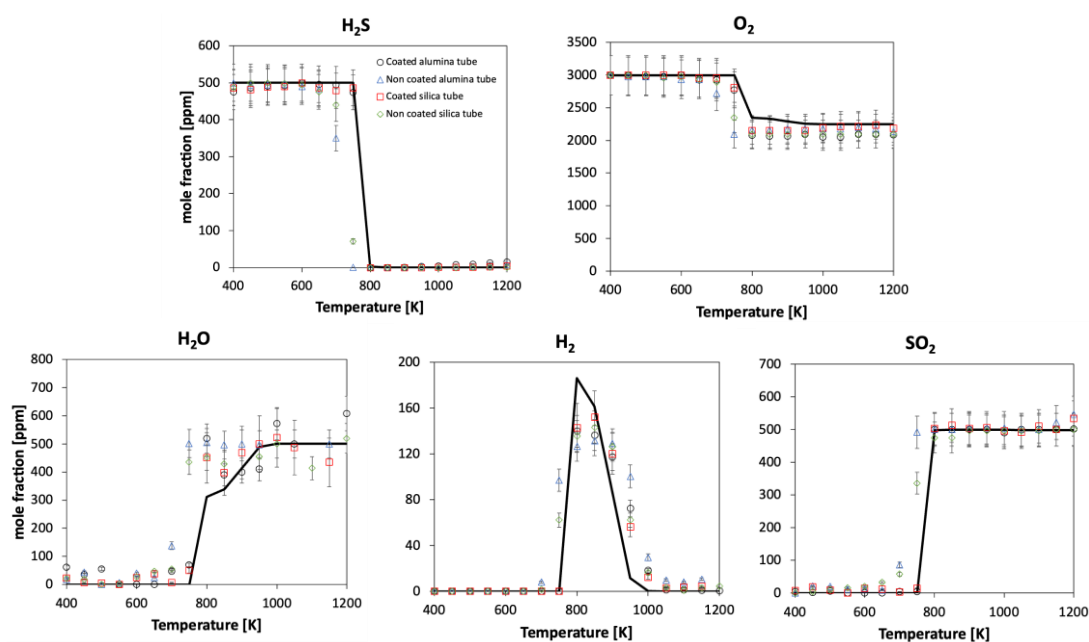 H₂S
O₂
mole fraction [ppm]
600
500
400
300
200
100
0
Coated alumina tube
Non coated alumina tube
Coated silica tube
Non coated silica tube
400 600 800 1000 1200
Temperature [K]
3500
3000
2500
2000
1500
1000
500
0
400 600 800 1000 1200
Temperature [K]
H₂O
H₂
SO₂
mole fraction [ppm]
800
700
600
500
400
300
200
100
0
400 600 800 1000 1200
Temperature [K]
200
160
120
80
40
0
400 600 800 1000 1200
Temperature [K]
700
600
500
400
300
200
100
0
400 600 800 1000 1200
Temperature [K]